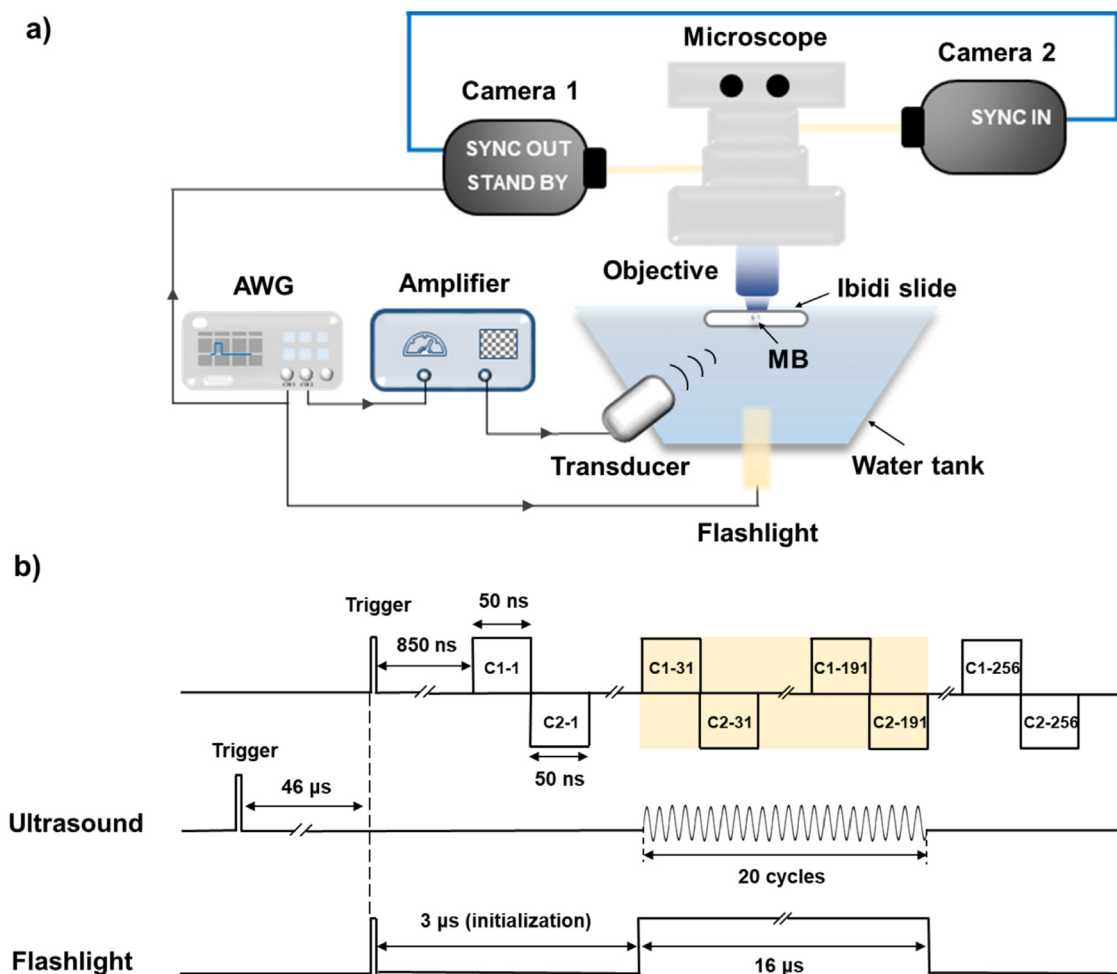 a)
Microscope
Camera 1
Camera 2
SYNC OUT
STAND BY
SYNC IN
Objective
Ibidi slide
AWG
Amplifier
MB
Transducer
Water tank
Flashlight
b)
Trigger
50 ns
850 ns
C1-1
C1-31
C1-191
C1-256
C2-1
C2-31
C2-191
C2-256
50 ns
Trigger
46 µs
Ultrasound
20 cycles
3 µs (initialization)
Flashlight
16 µs